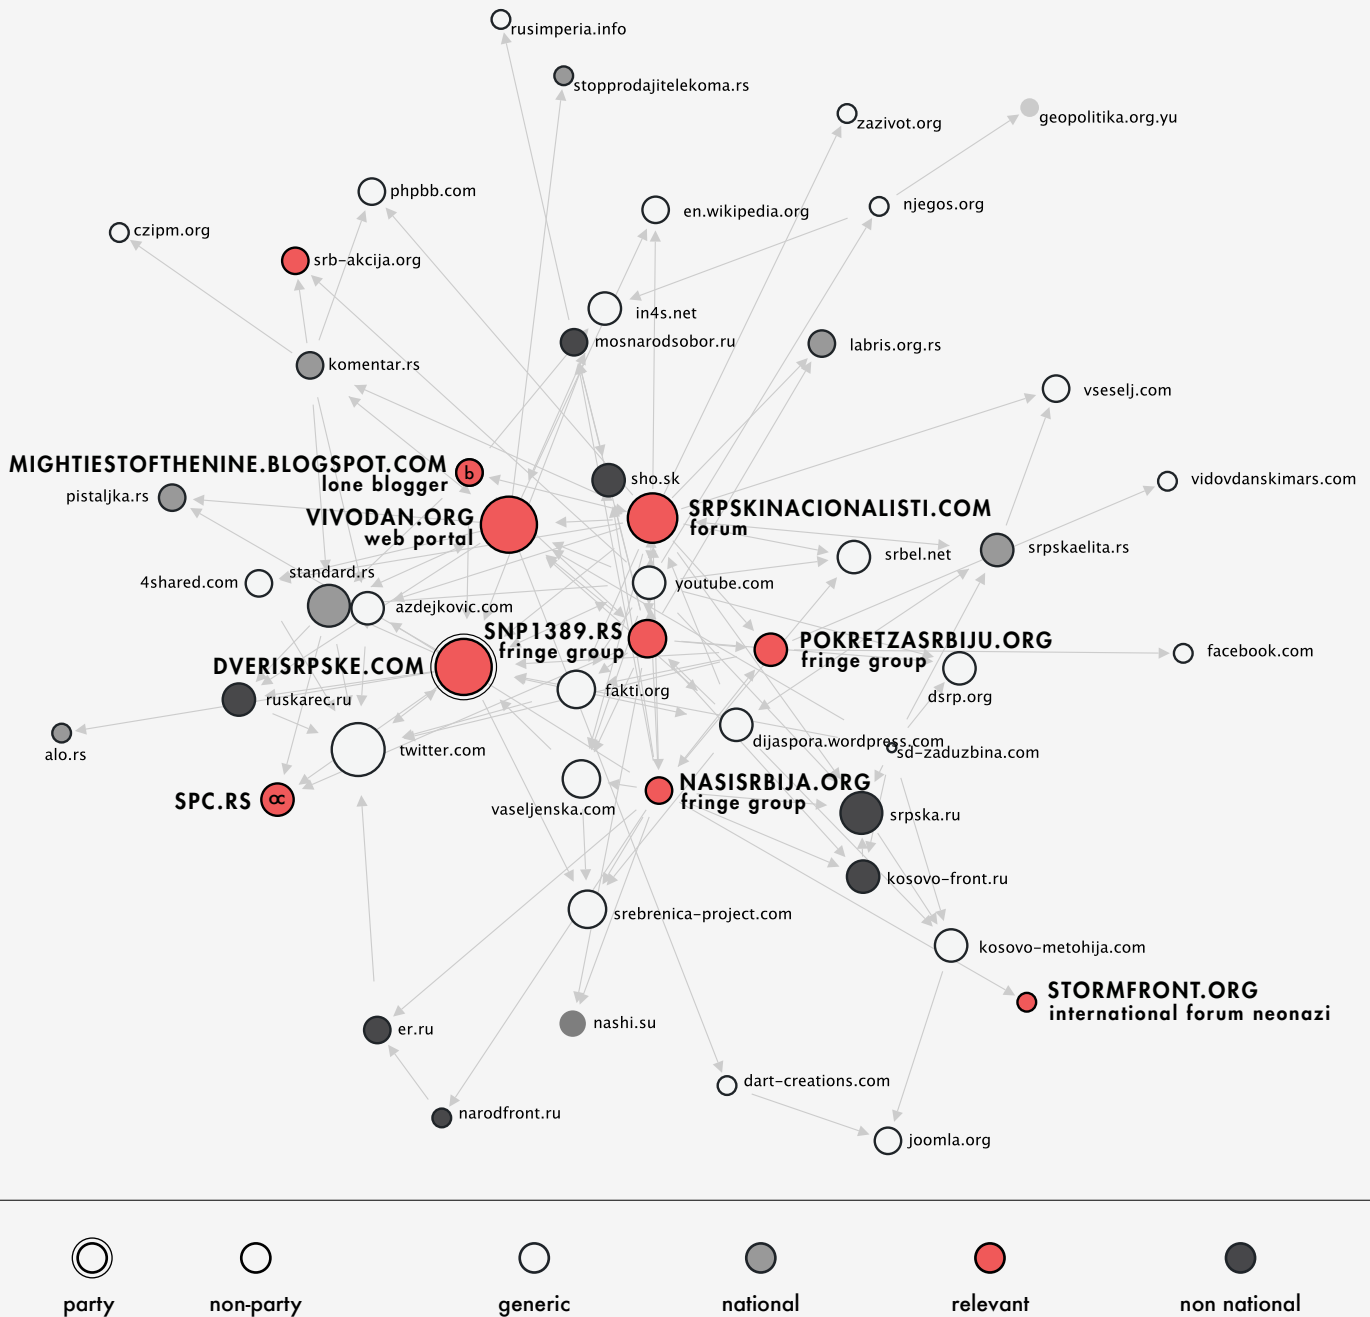 rusimperia.info
stopprodajitelekoma.rs
geopolitika.org.yu
zazivot.org
phpbb.com
en.wikipedia.org
njegos.org
czipm.org
srb-akcija.org
in4s.net
mosnarodsobor.ru
labris.org.rs
komentar.rs
vseselj.com
MIGHTIESTOFTHENINE.BLOGSPOT.COM
lone blogger
b
sho.sk
vidovdanskimars.com
pistaljka.rs
VIVODAN.ORG
web portal
SRPSKINACIONALISTI.COM
forum
srpskaelita.rs
srbel.net
4shared.com
standard.rs
youtube.com
azdejkovic.com
SNP1389.RS
fringe group
POKRETZASRBIJU.ORG
fringe group
facebook.com
DVERISRPSKE.COM
ruskarec.ru
fakti.org
dsrp.org
dijaspora.wordpress.com
sd-zaduzbina.com
alo.rs
twitter.com
SPC.RS
vaseljenska.com
NASISRBIJA.ORG
fringe group
srpska.ru
kosovo-front.ru
srebrenica-project.com
kosovo-metohija.com
STORMFRONT.ORG
international forum neonazi
er.ru
nashi.su
dart-creations.com
narodfront.ru
joomla.org
party
non-party
generic
national
relevant
non national